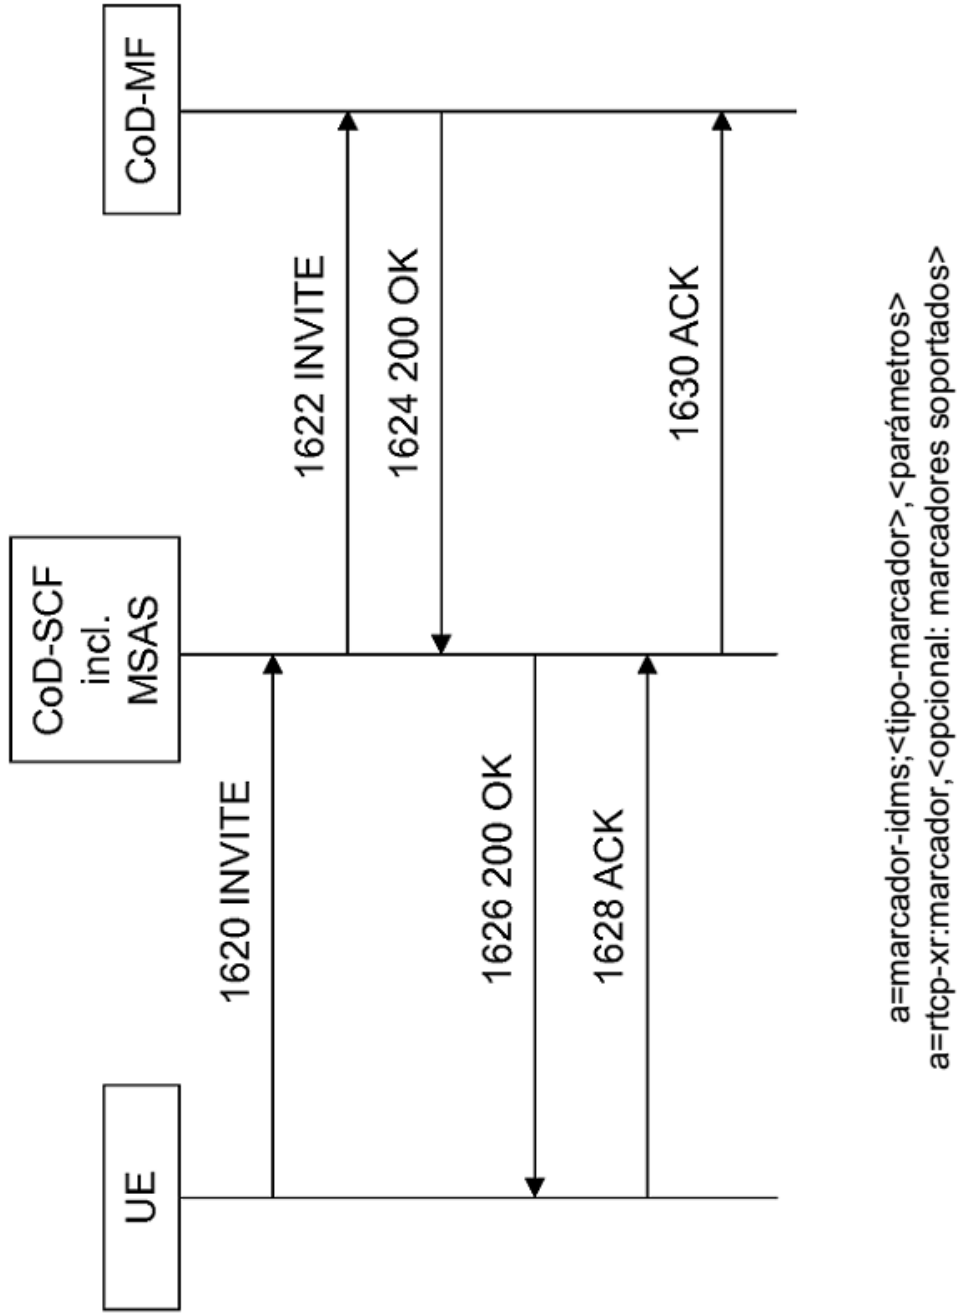 UE
CoD-SCF
incl.
MSAS
CoD-MF
1620 INVITE
1622 INVITE
1624 200 OK
1626 200 OK
1628 ACK
1630 ACK
a=marcador-idms;<tipo-marcador>,<parámetros>
a=rtcp-xr:marcador,<opcional: marcadores soportados>